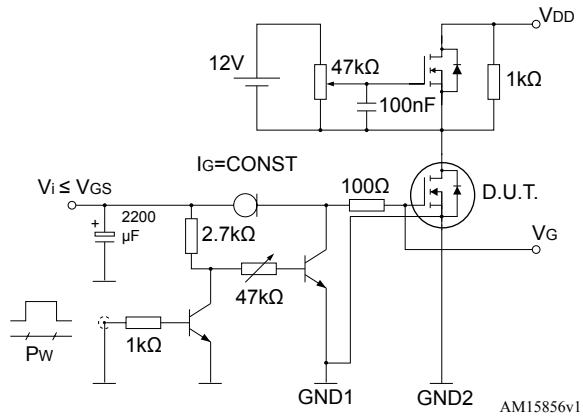 VDD
12V
47kΩ
1kΩ
100nF
IG=CONST
Vi ≤ VGS
100Ω
D.U.T.
+
2200
μF
2.7kΩ
VG
47kΩ
1kΩ
PW
GND1
GND2
AM15856v1